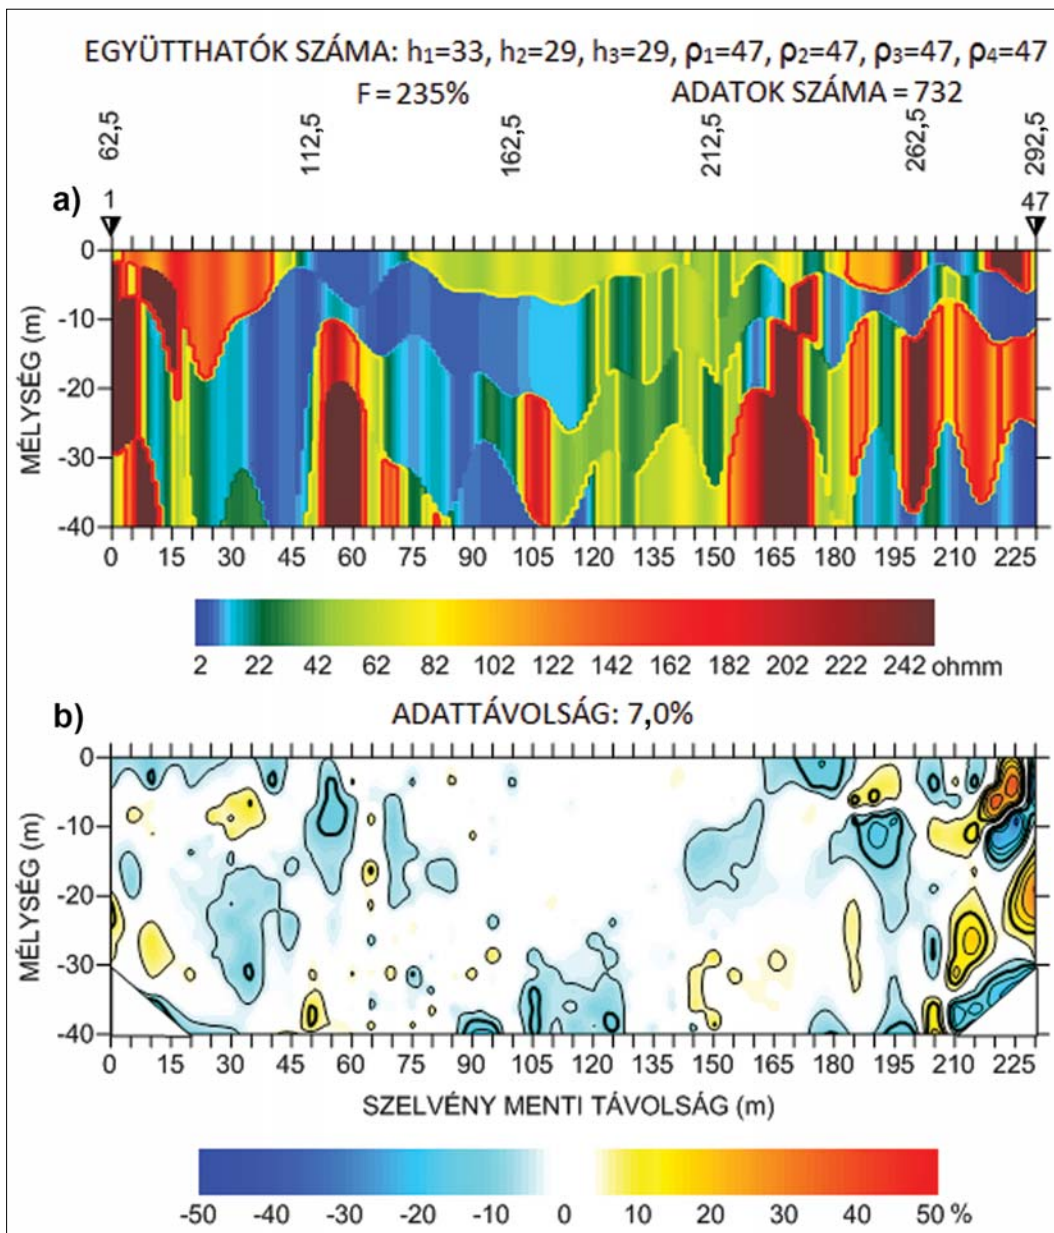 EGYÜTTHATÓK SZÁMA: h₁=33, h₂=29, h₃=29, ρ₁=47, ρ₂=47, ρ₃=47, ρ₄=47
F = 235% ADATOK SZÁMA = 732
62,5 112,5 162,5 212,5 262,5 292,5
a) 1 47
MÉLYSÉG (m)
0
-10
-20
-30
-40
0 15 30 45 60 75 90 105 120 135 150 165 180 195 210 225
2 22 42 62 82 102 122 142 162 182 202 222 242 ohmm
b) ADATTÁVOLSÁG: 7,0%
MÉLYSÉG (m)
0
-10
-20
-30
-40
0 15 30 45 60 75 90 105 120 135 150 165 180 195 210 225
SZELVÉNY MENTI TÁVOLSÁG (m)
-50 -40 -30 -20 -10 0 10 20 30 40 50 %